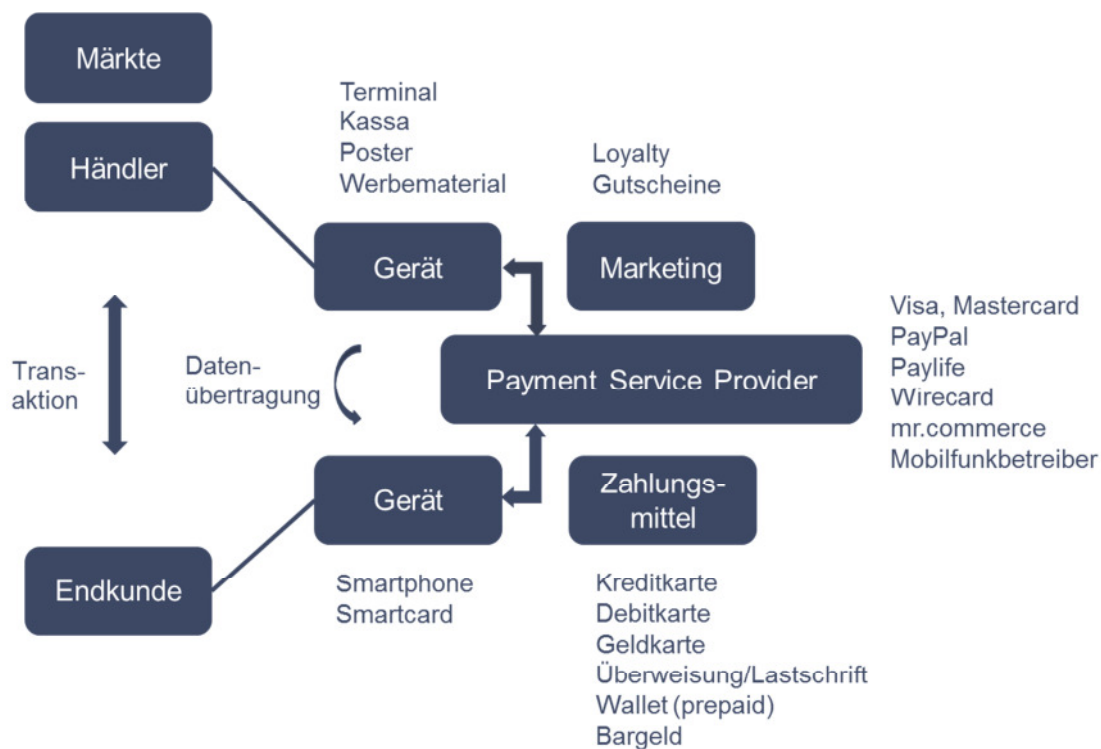 Märkte
Händler
Terminal
Kassa
Poster
Werbematerial
Loyalty
Gutscheine
Gerät
Marketing
Trans-
aktion
Daten-
übertragung
Payment Service Provider
Visa, Mastercard
PayPal
Paylife
Wirecard
mr.commerce
Mobilfunkbetreiber
Gerät
Zahlungs-
mittel
Endkunde
Smartphone
Smartcard
Kreditkarte
Debitkarte
Geldkarte
Überweisung/Lastschrift
Wallet (prepaid)
Bargeld